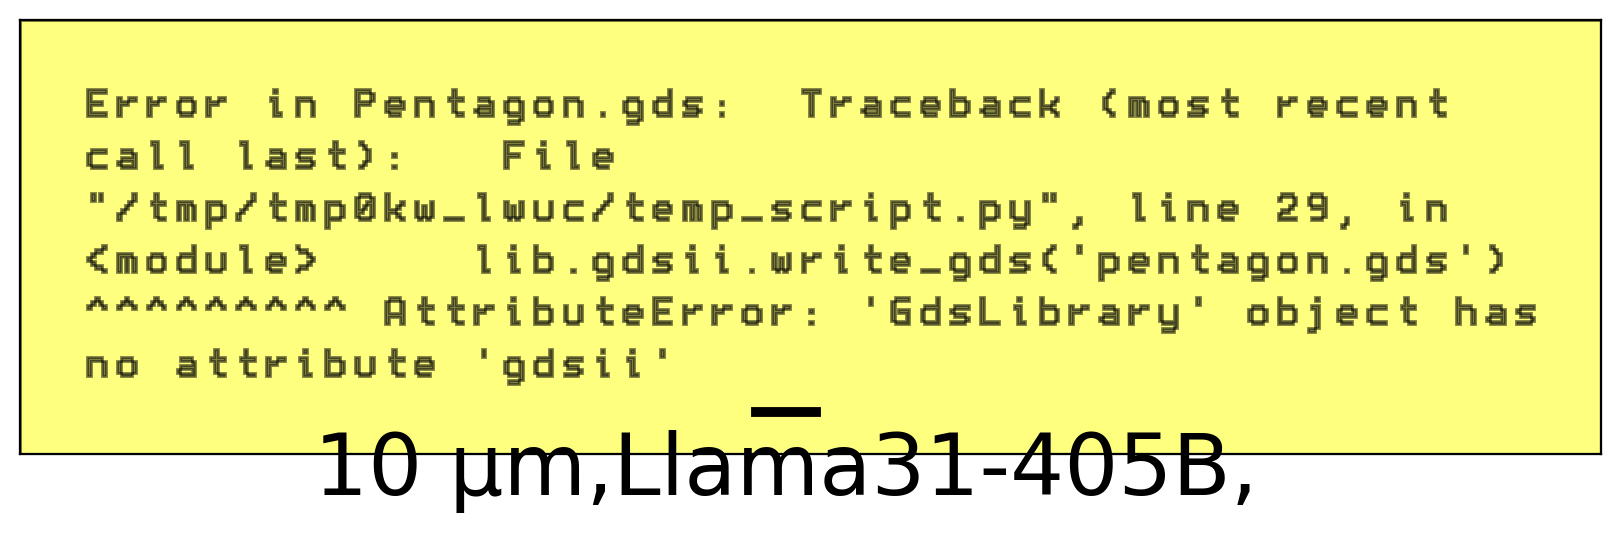 Error in Pentagon.gds:  Traceback (most recent
call last):   File
"/tmp/tmp0kw_lwuc/temp_script.py", line 29, in
<module>     lib.gdsii.write_gds('pentagon.gds')
^^^^^^^^^ AttributeError: 'GdsLibrary' object has
no attribute 'gdsii'
10 µm,Llama31-405B,